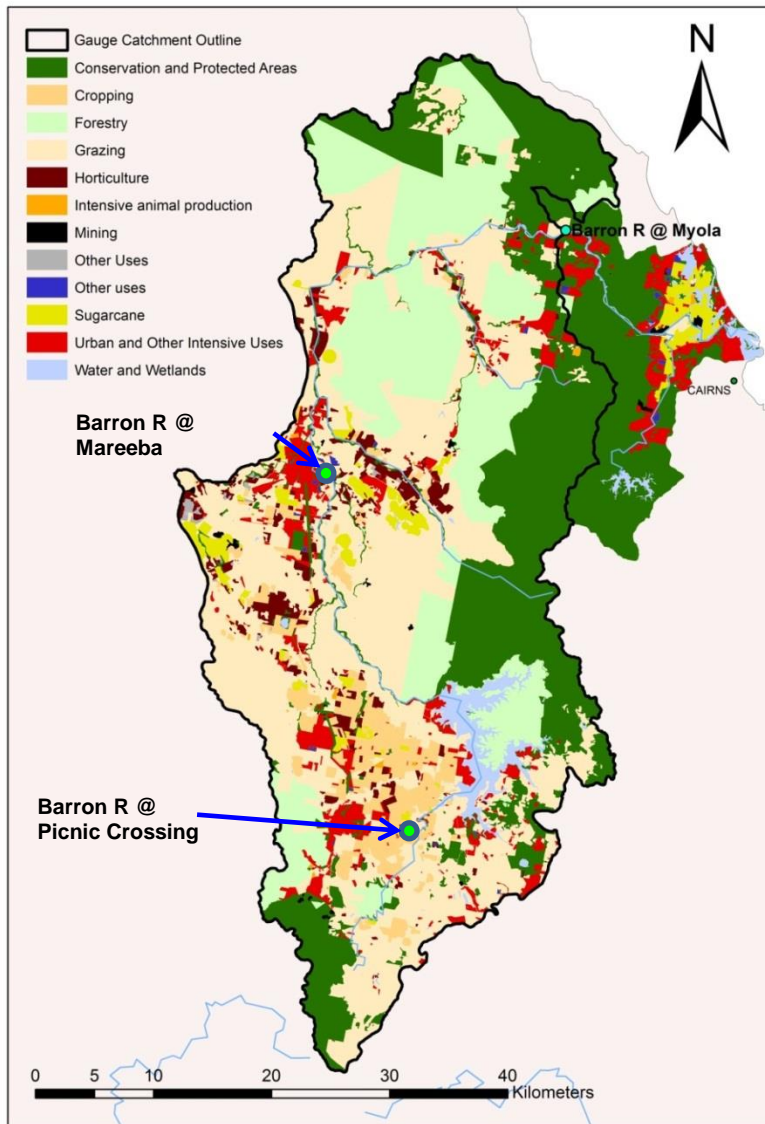 Gauge Catchment Outline
Conservation and Protected Areas
Cropping
Forestry
Grazing
Horticulture
Intensive animal production
Mining
Other Uses
Other uses
Sugarcane
Urban and Other Intensive Uses
Water and Wetlands
N
Barron R @ Myola
CAIRNS
Barron R @
Mareeba
Barron R @
Picnic Crossing
0 5 10 20 30 40
Kilometers